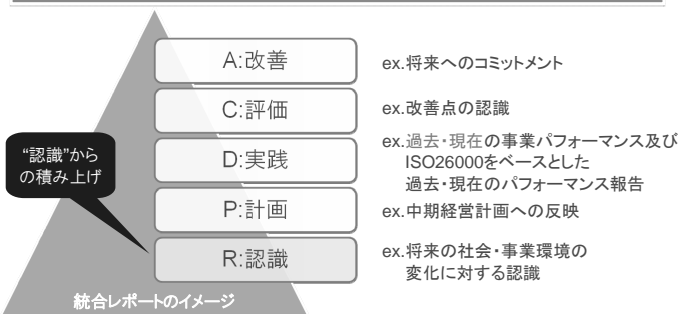 A:改善
ex.将来へのコミットメント
C:評価
ex.改善点の認識
D:実践
ex.過去・現在の事業パフォーマンス及び
ISO26000をベースとした
過去・現在のパフォーマンス報告
P:計画
ex.中期経営計画への反映
R:認識
ex.将来の社会・事業環境の
変化に対する認識
“認識”から
の積み上げ
統合レポートのイメージ